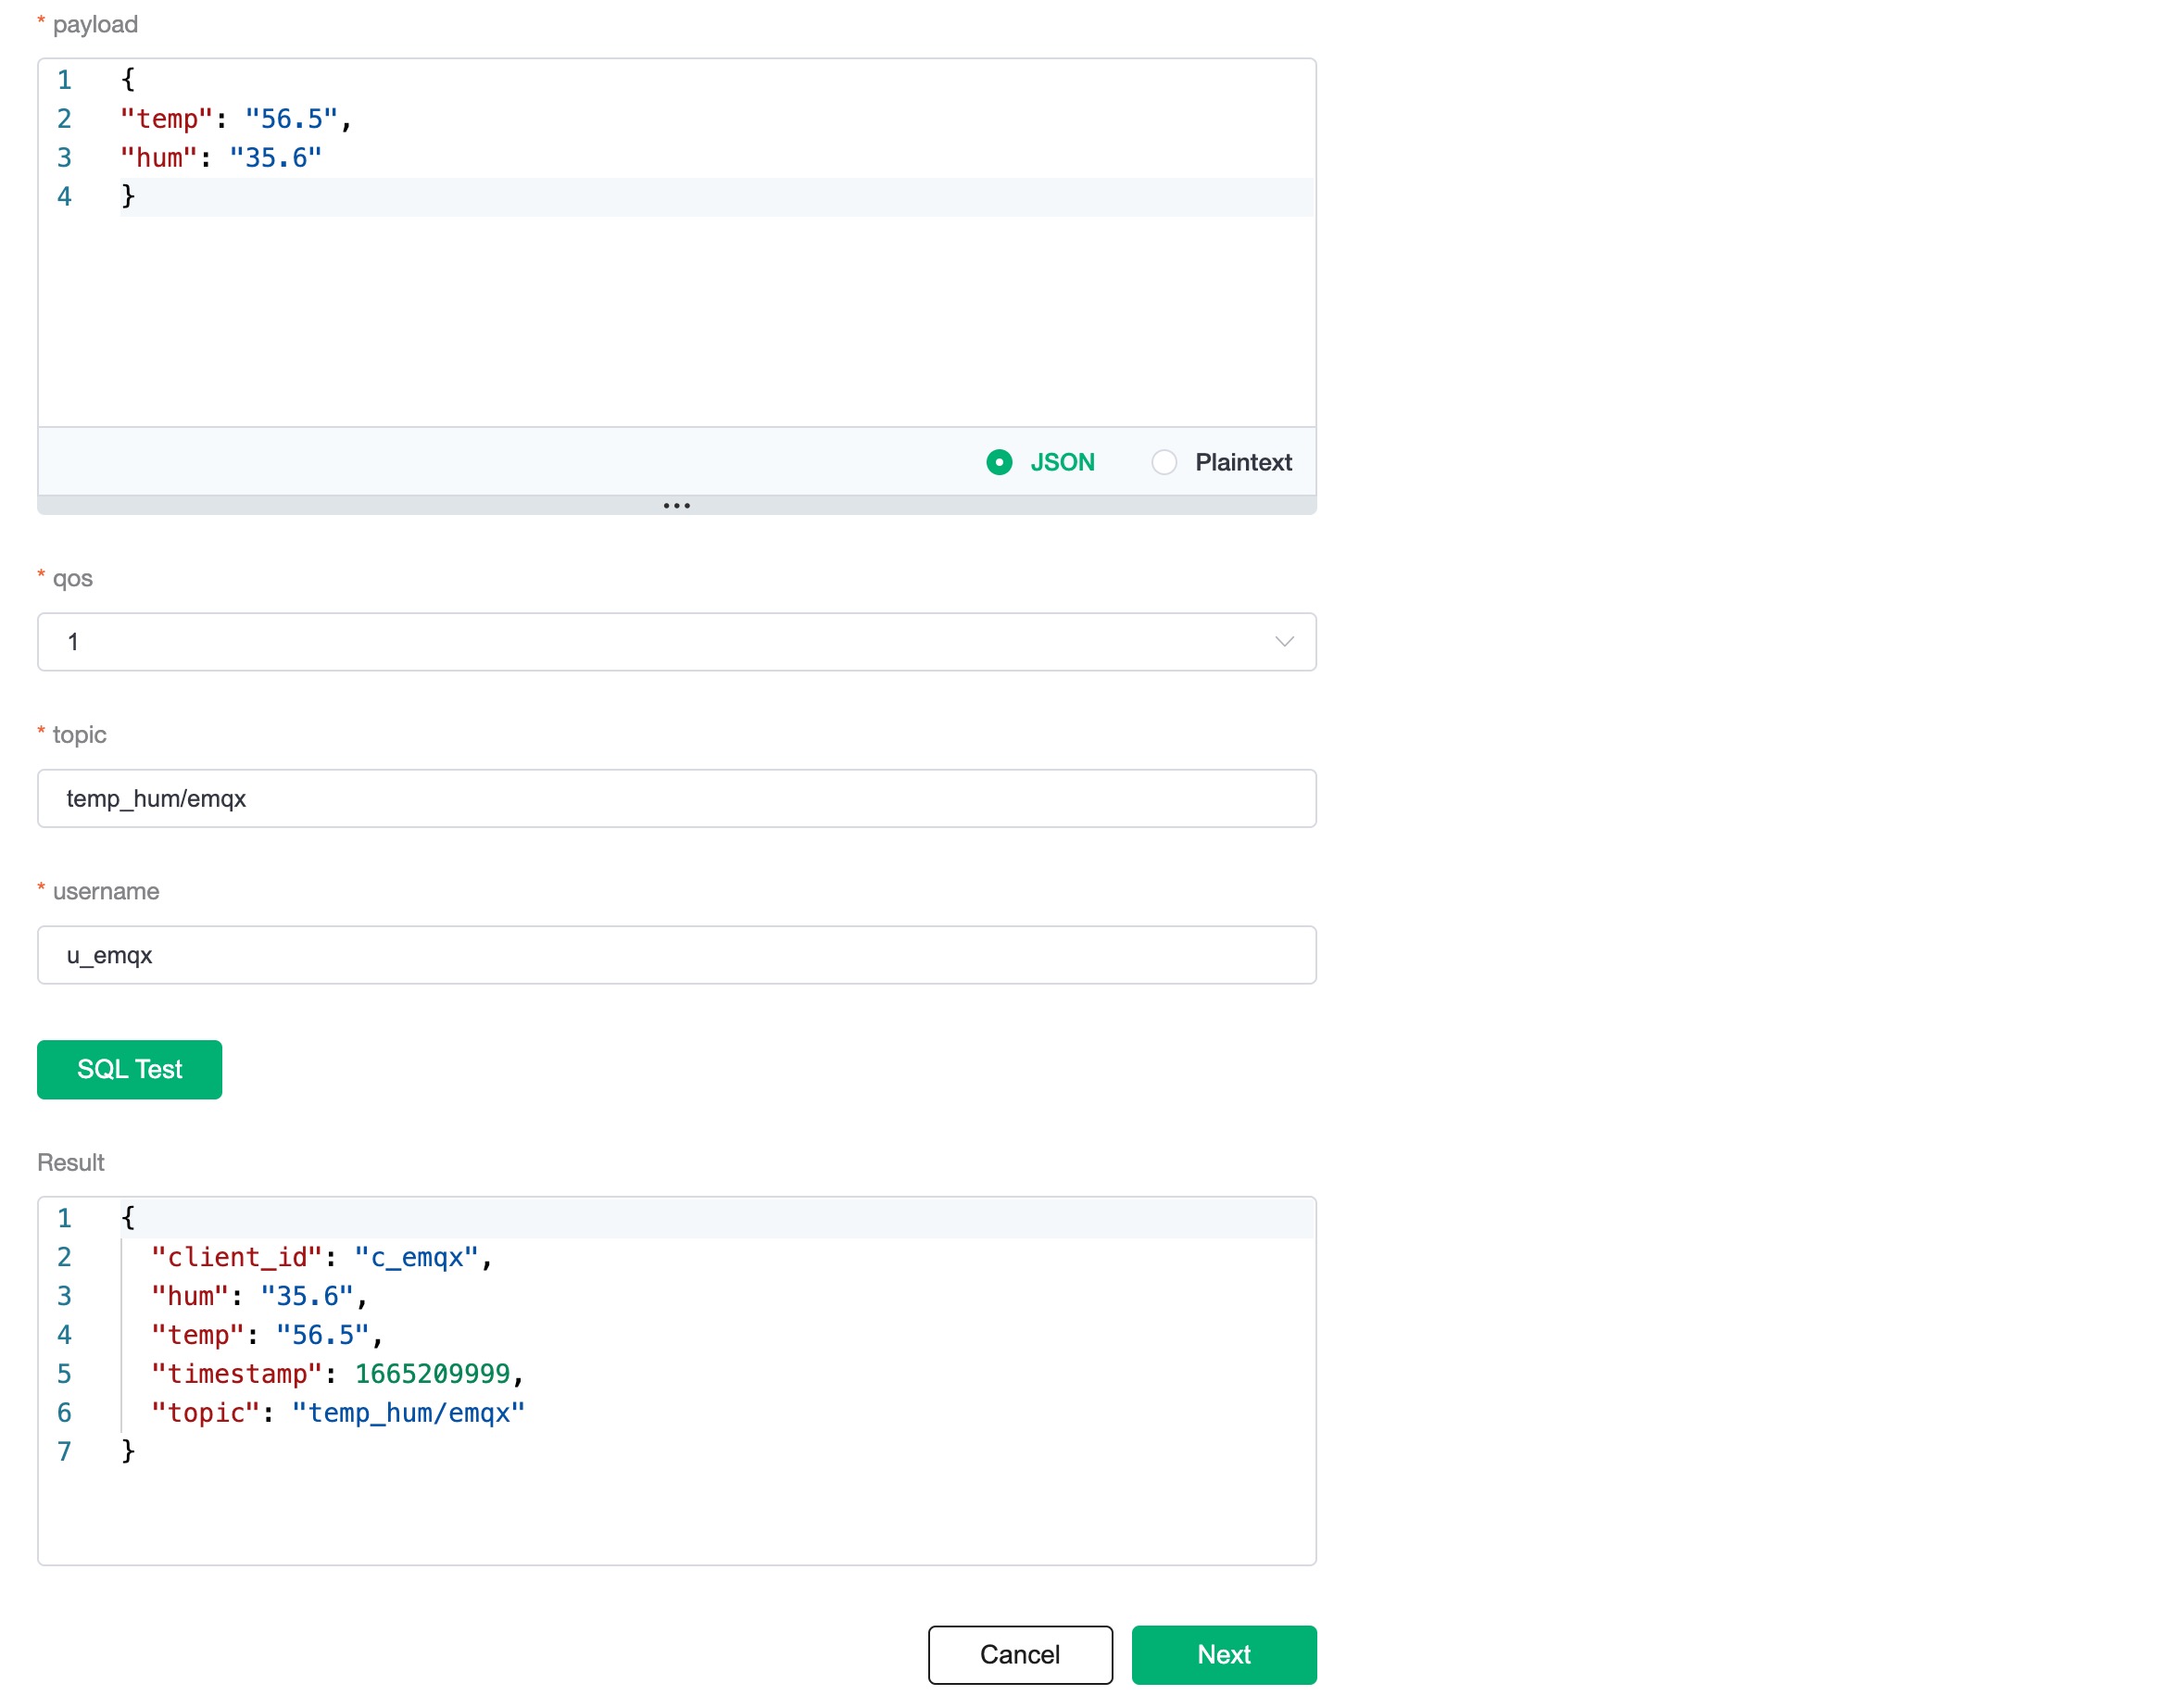 * payload
1 {
2 "temp": "56.5",
3 "hum": "35.6"
4 }
JSON Plaintext
* qos
1
* topic
temp_hum/emqx
* username
u_emqx
SQL Test
Result
1 {
2 "client_id": "c_emqx",
3 "hum": "35.6",
4 "temp": "56.5",
5 "timestamp": 1665209999,
6 "topic": "temp_hum/emqx"
7 }
Cancel Next